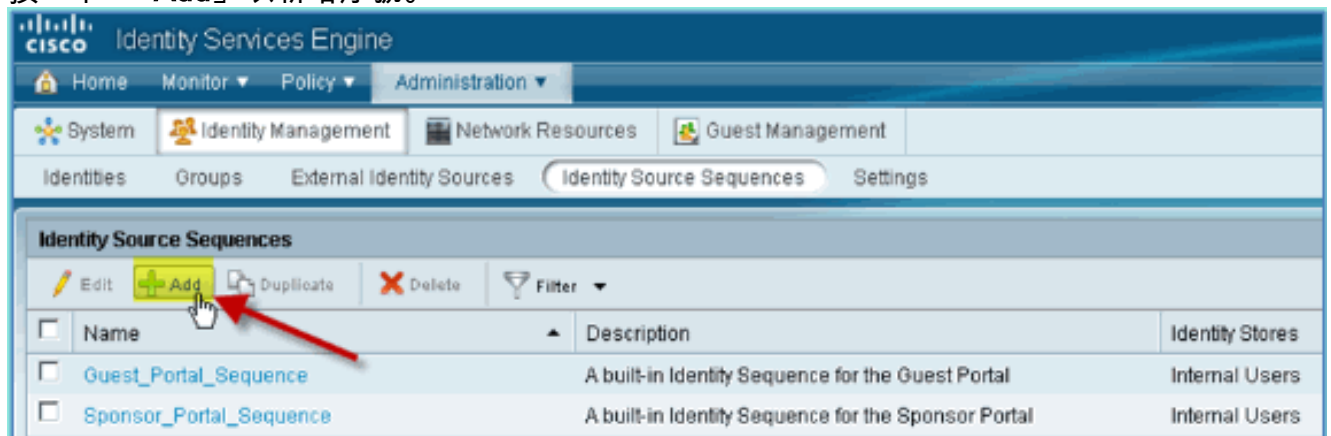 Add」
CISCO Identity Services Engine
Home Monitor Policy Administration
System Identity Management Network Resources Guest Management
Identities Groups External Identity Sources Identity Source Sequences Settings
Identity Source Sequences
Edit Add Duplicate Delete Filter
Name Description Identity Stores
Guest_Portal_Sequence A built-in Identity Sequence for the Guest Portal Internal Users
Sponsor_Portal_Sequence A built-in Identity Sequence for the Sponsor Portal Internal Users